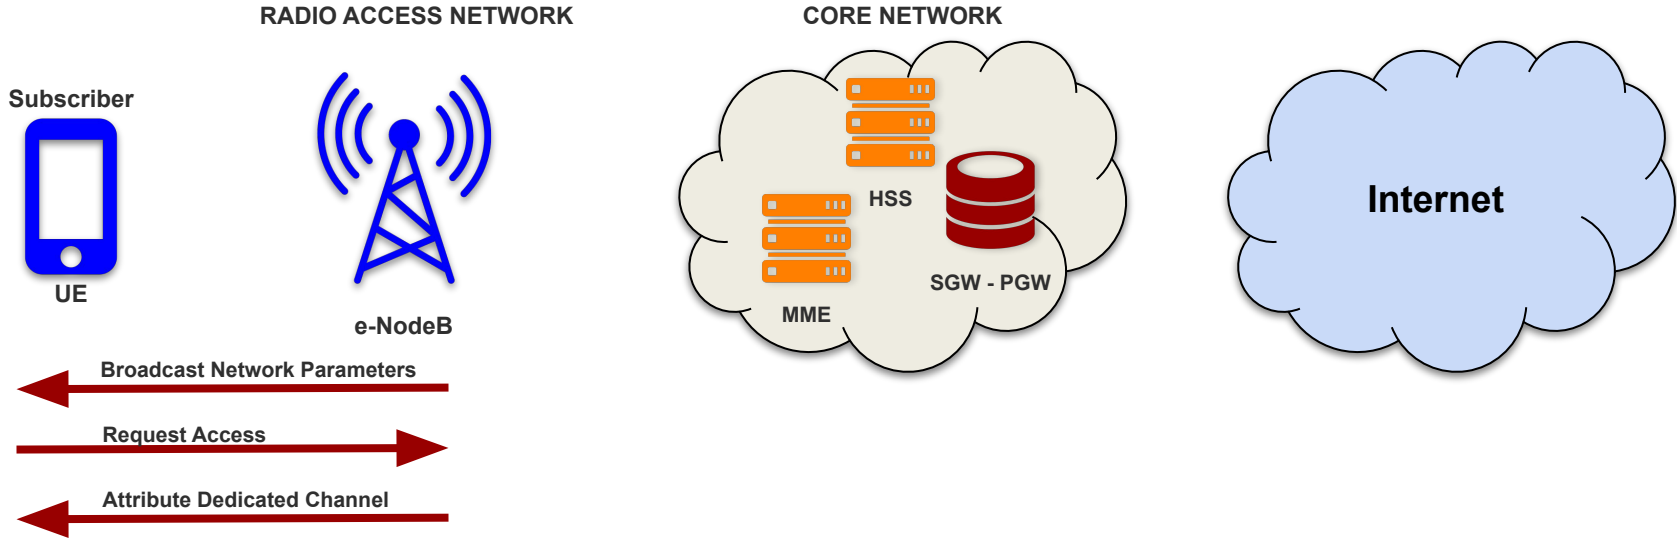 RADIO ACCESS NETWORK
CORE NETWORK
Subscriber
UE
e-NodeB
HSS
MME
SGW - PGW
Internet
Broadcast Network Parameters
Request Access
Attribute Dedicated Channel